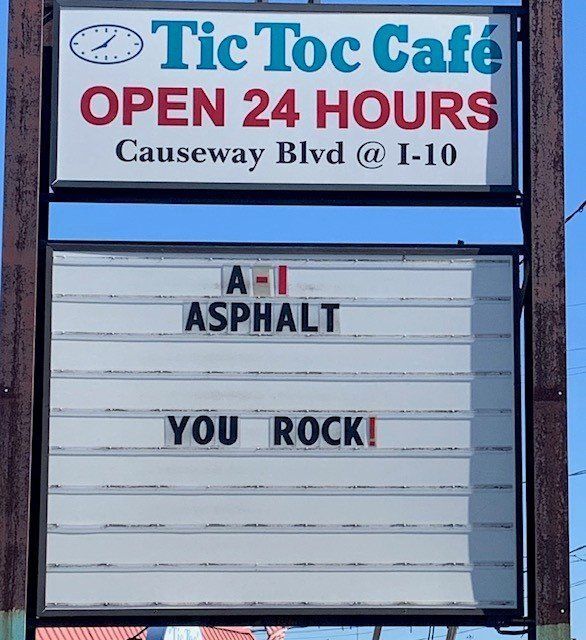 Tic Toc Café
OPEN 24 HOURS
Causeway Blvd @ I-10
A-1
ASPHALT
YOU ROCK!